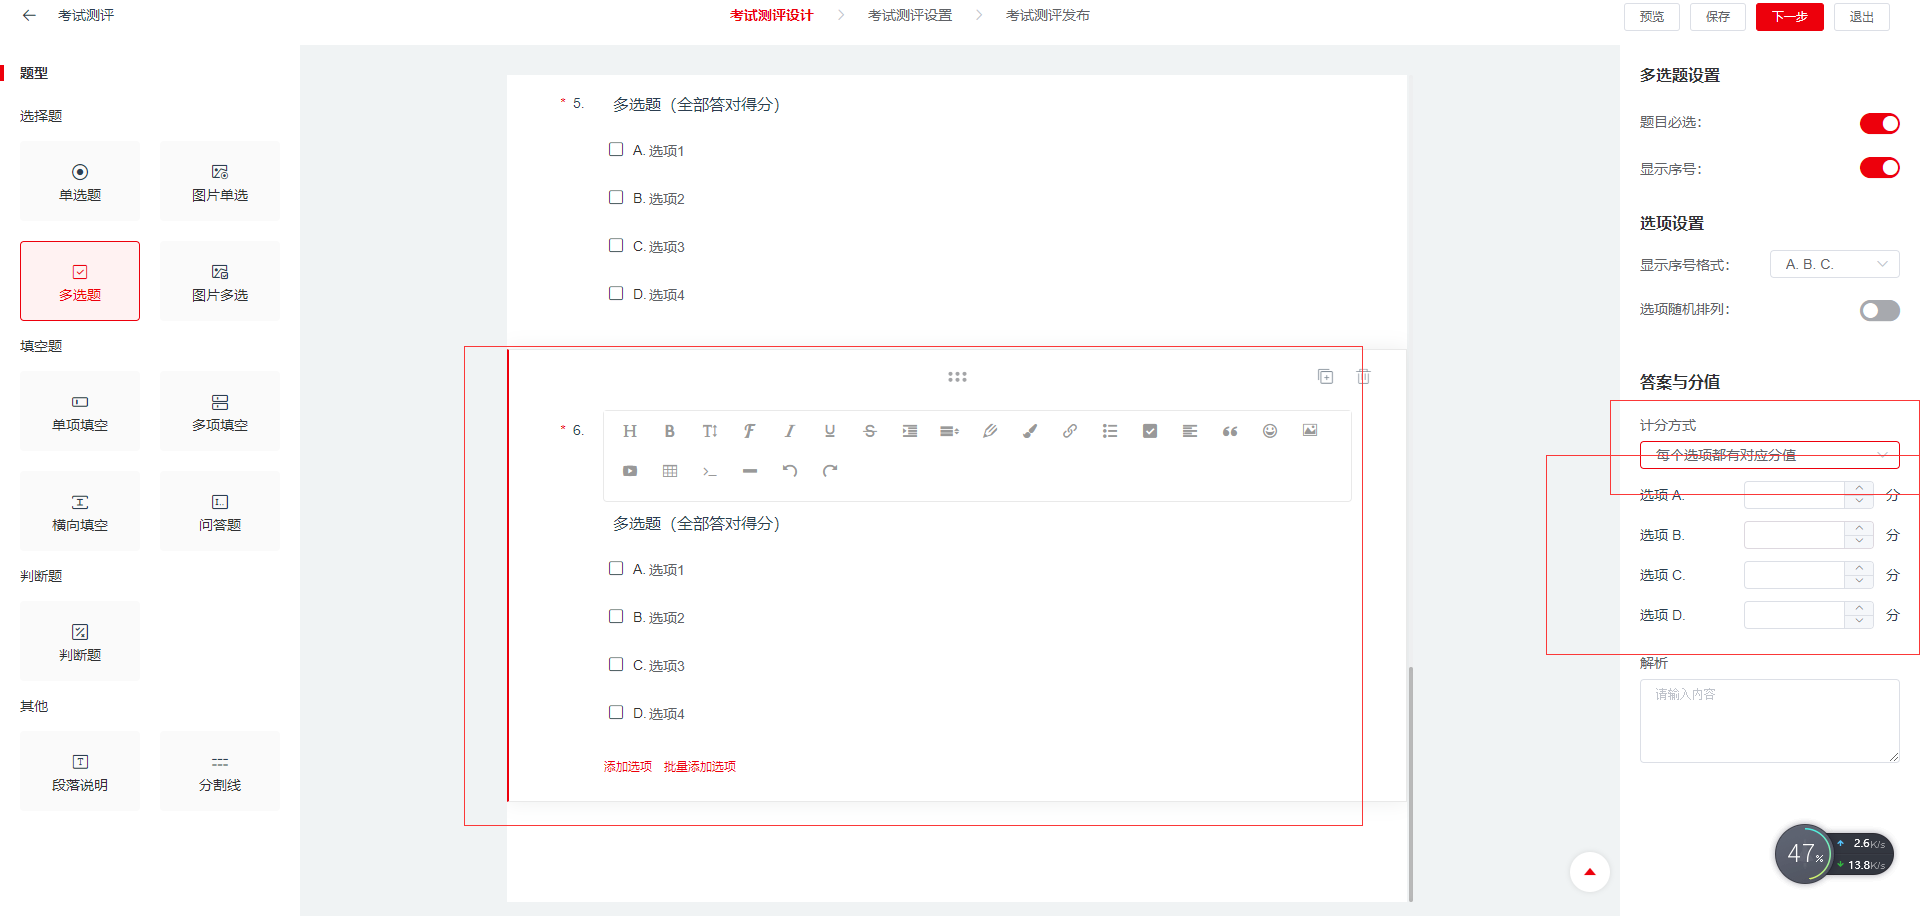 考试测评
考试测评设计
考试测评设置
考试测评发布
预览
保存
下一步
退出
题型
选择题
单选题
图片单选
多选题
图片多选
填空题
单项填空
多项填空
横向填空
问答题
判断题
判断题
其他
段落说明
分割线
* 5. 多选题（全部答对得分）
A. 选项1
B. 选项2
C. 选项3
D. 选项4
* 6.
多选题（全部答对得分）
A. 选项1
B. 选项2
C. 选项3
D. 选项4
添加选项 批量添加选项
多选题设置
题目必选：
显示序号：
选项设置
显示序号格式： A. B. C.
选项随机排列：
答案与分值
计分方式
每个选项都有对应分值
选项 A. 分
选项 B. 分
选项 C. 分
选项 D. 分
解析
请输入内容
47%
2.6K/s
13.8K/s